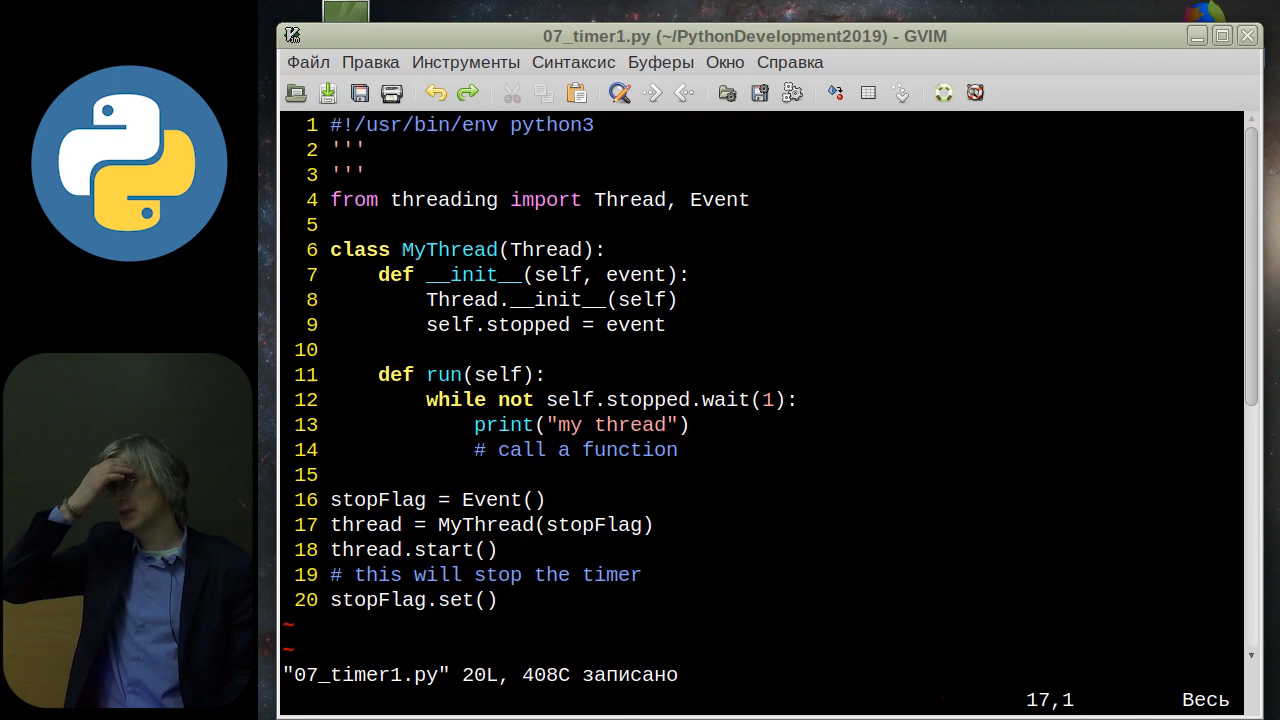 07_timer1.py (~/PythonDevelopment2019) - GVIM
Файл Правка Инструменты Синтаксис Буферы Окно Справка
1 #!/usr/bin/env python3
2 '''
3 '''
4 from threading import Thread, Event
5
6 class MyThread(Thread):
7     def __init__(self, event):
8         Thread.__init__(self)
9         self.stopped = event
10
11     def run(self):
12         while not self.stopped.wait(1):
13             print("my thread")
14             # call a function
15
16 stopFlag = Event()
17 thread = MyThread(stopFlag)
18 thread.start()
19 # this will stop the timer
20 stopFlag.set()
~
~
"07_timer1.py" 20L, 408C записано
17,1 Весь